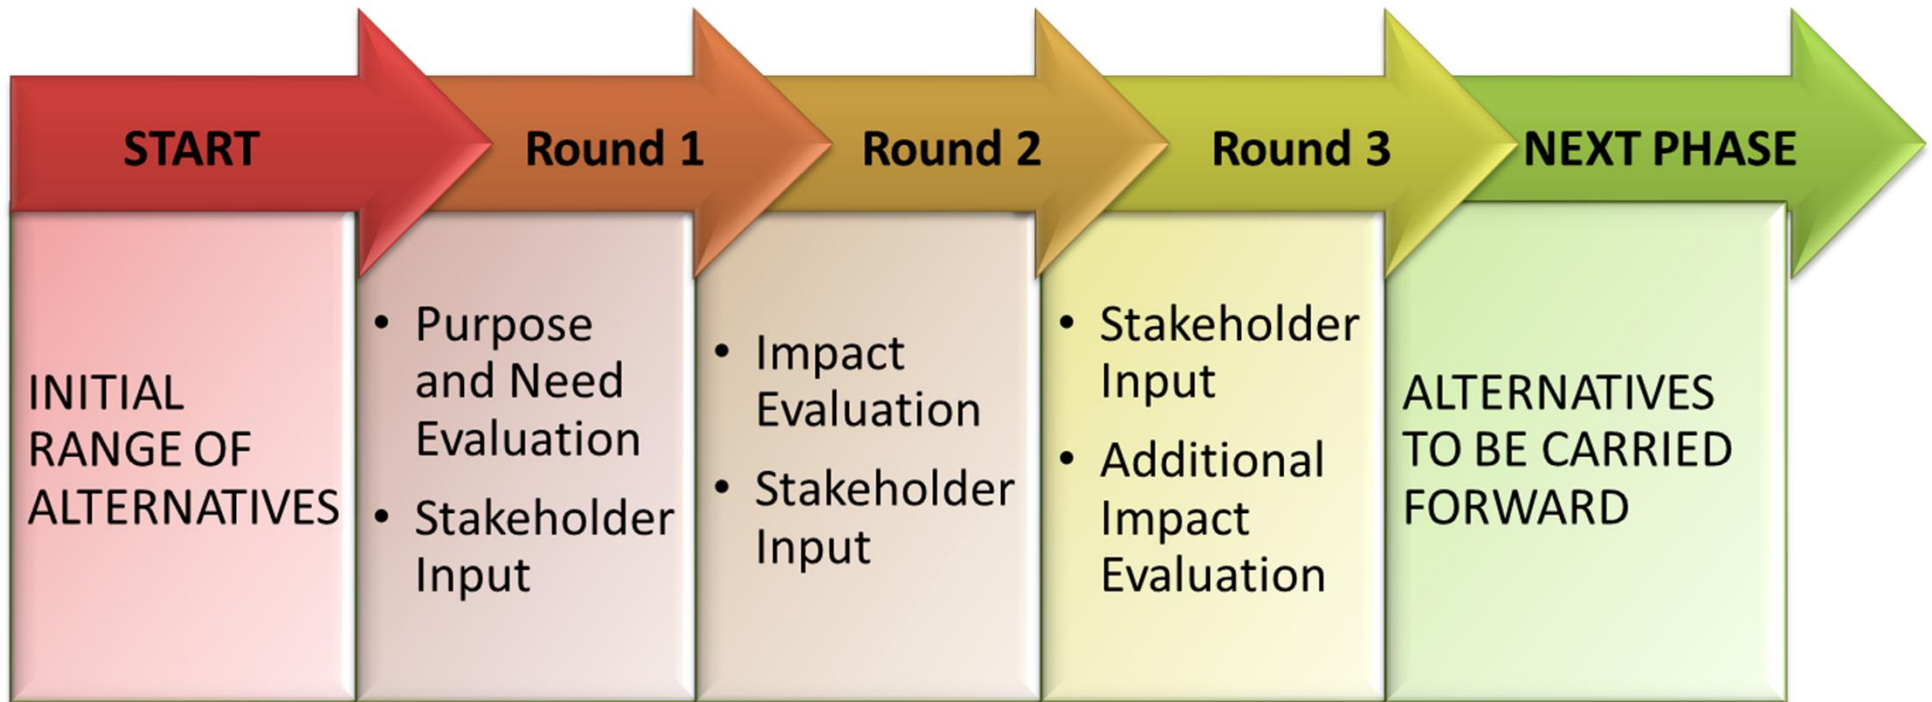 START
Round 1
Round 2
Round 3
NEXT PHASE
INITIAL
RANGE OF
ALTERNATIVES
• Purpose
and Need
Evaluation
• Stakeholder
Input
• Impact
Evaluation
• Stakeholder
Input
• Stakeholder
Input
• Additional
Impact
Evaluation
ALTERNATIVES
TO BE CARRIED
FORWARD